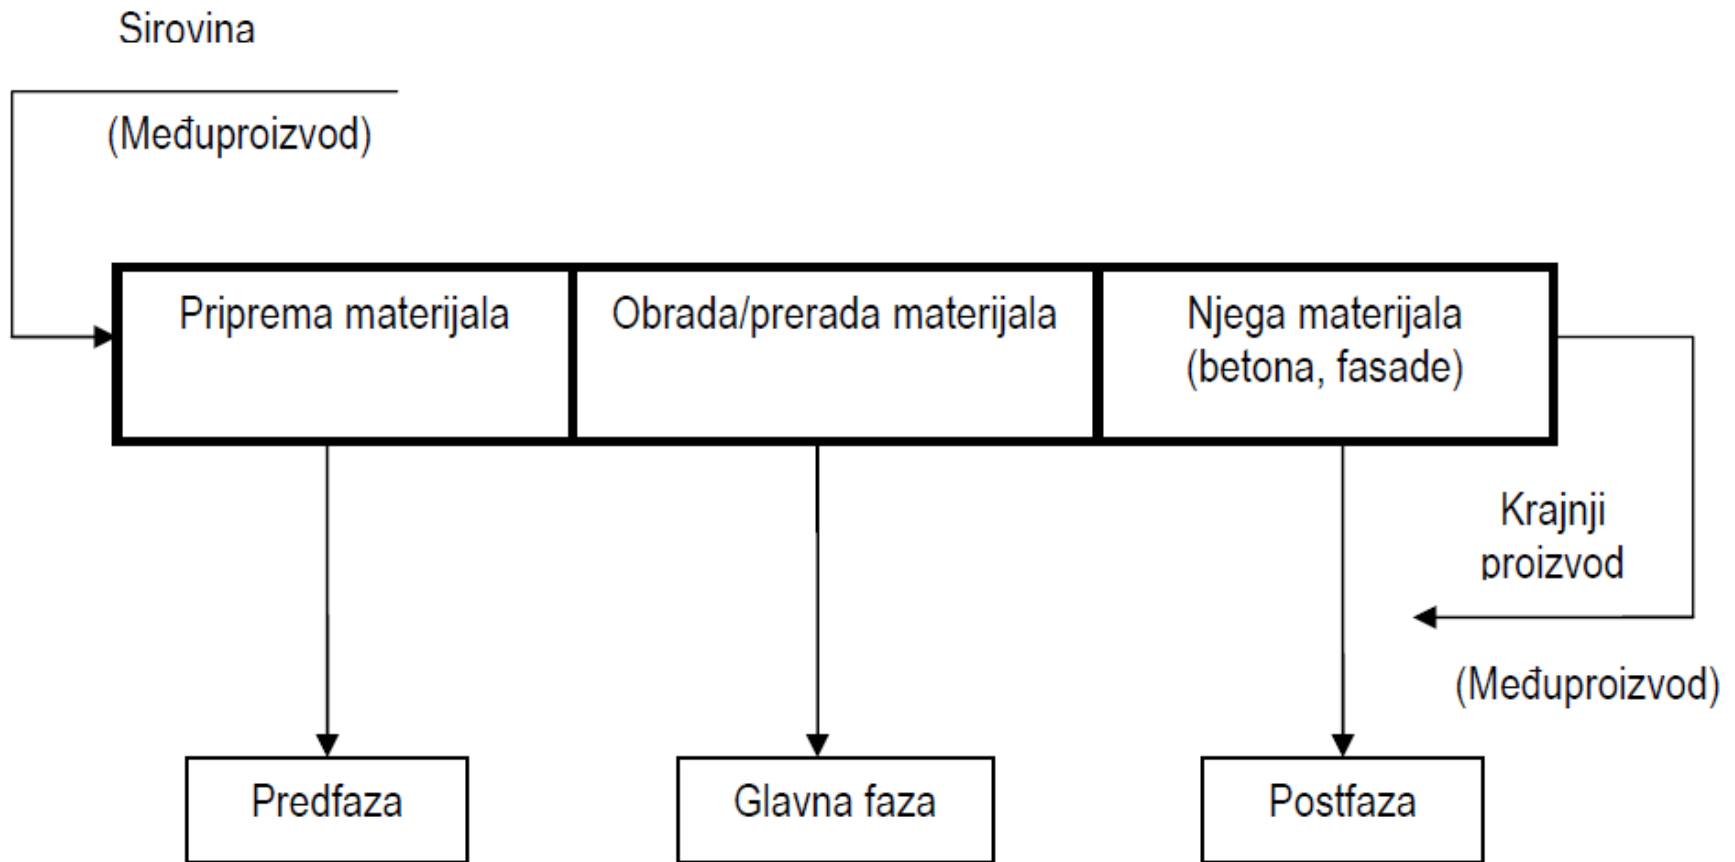 Sirovina
(Međuproizvod)
Priprema materijala
Obrada/prerada materijala
Njega materijala
(betona, fasade)
Krajnji
proizvod
(Međuproizvod)
Predfaza
Glavna faza
Postfaza